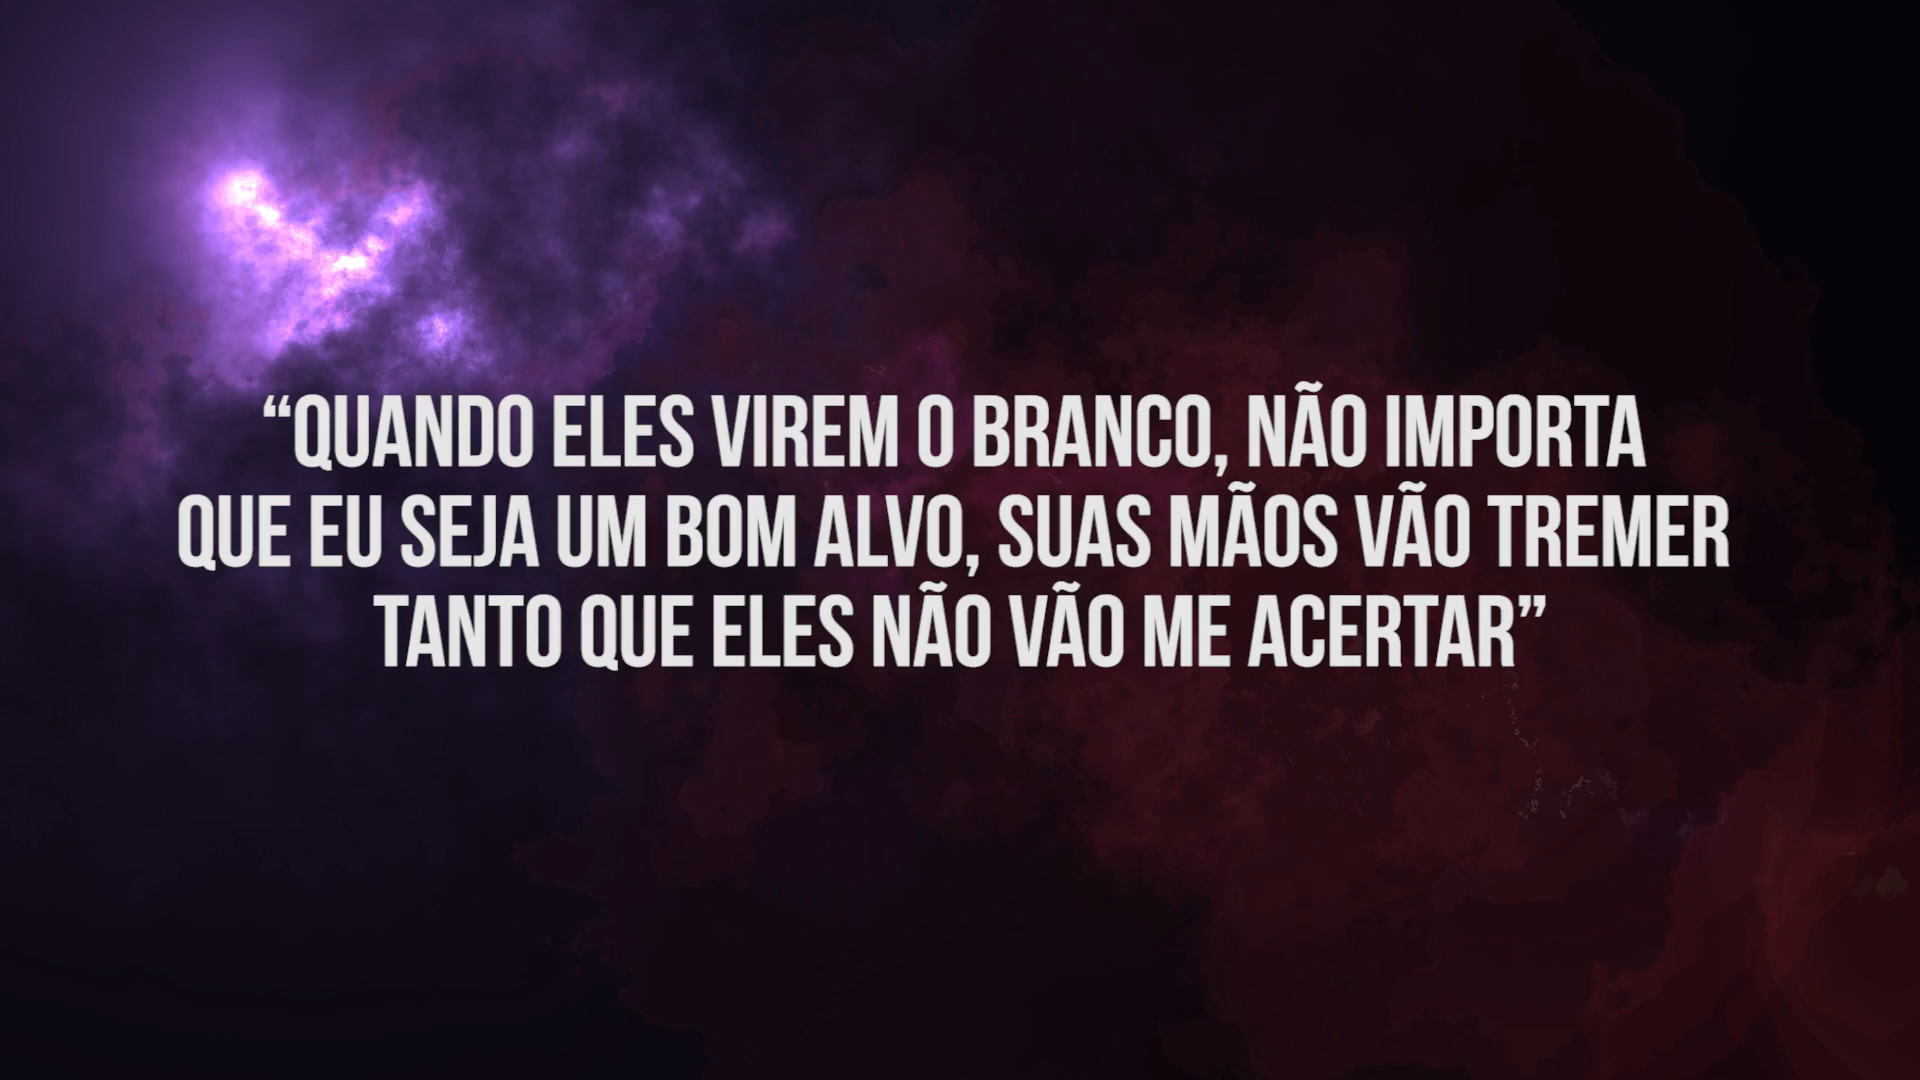 “QUANDO ELES VIREM O BRANCO, NÃO IMPORTA
QUE EU SEJA UM BOM ALVO, SUAS MÃOS VÃO TREMER
TANTO QUE ELES NÃO VÃO ME ACERTAR”